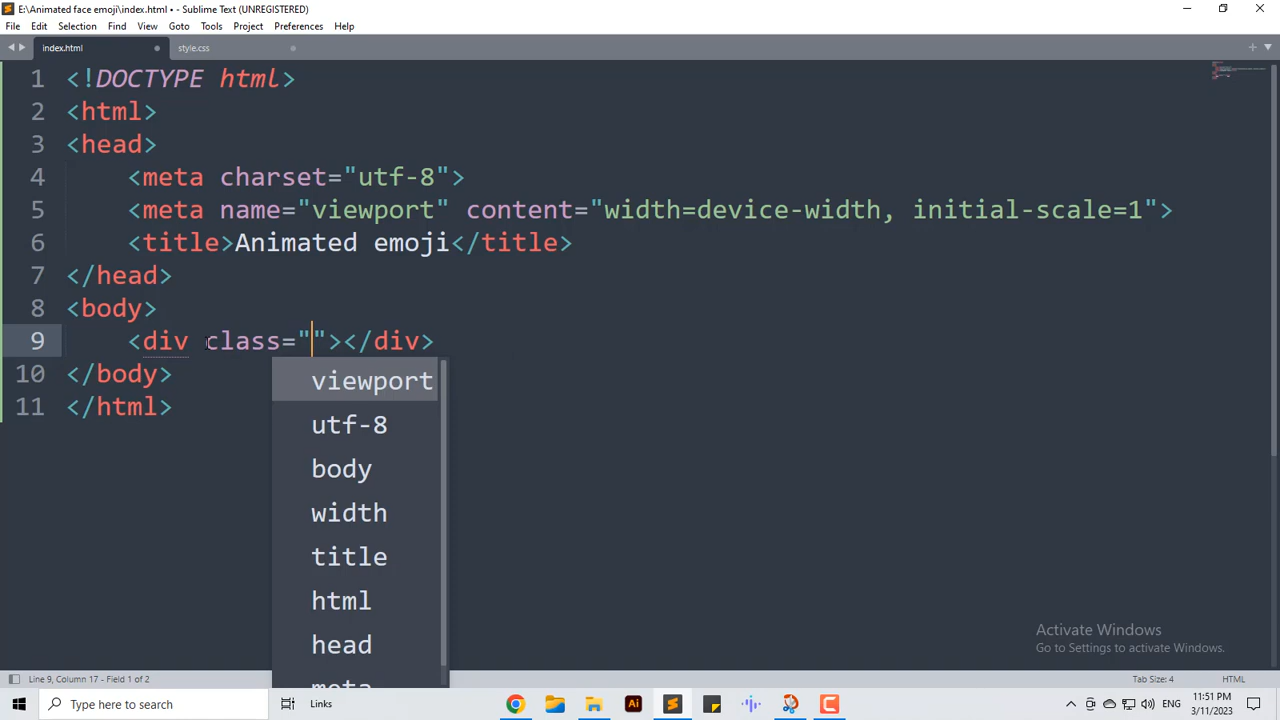 E:\Animated face emoji\index.html • - Sublime Text (UNREGISTERED)
File Edit Selection Find View Goto Tools Project Preferences Help
index.html style.css
1 <!DOCTYPE html>
2 <html>
3 <head>
4 <meta charset="utf-8">
5 <meta name="viewport" content="width=device-width, initial-scale=1">
6 <title>Animated emoji</title>
7 </head>
8 <body>
9 <div class=""></div>
10 </body>
11 </html>
viewport
utf-8
body
width
title
html
head
meta
Activate Windows
Go to Settings to activate Windows.
Line 9, Column 17 - Field 1 of 2 Tab Size: 4 HTML
Type here to search Links Ai ENG 11:51 PM
3/11/2023